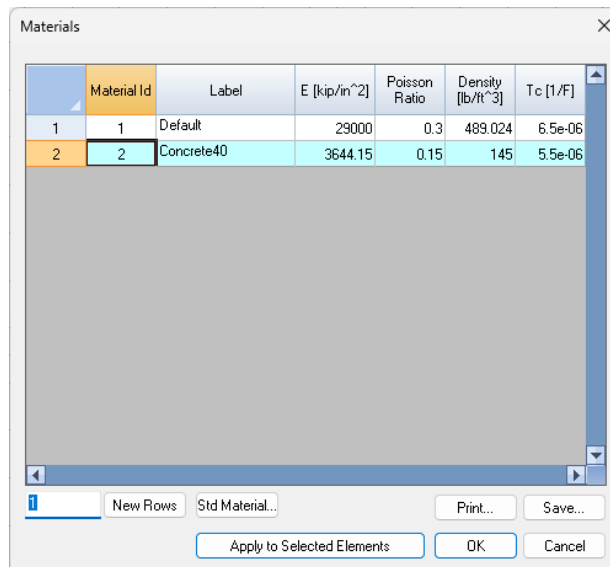 Materials
Material Id Label E [kip/in^2] Poisson Ratio Density [lb/ft^3] Tc [1/F]
1 1 Default 29000 0.3 489.024 6.5e-06
2 2 Concrete40 3644.15 0.15 145 5.5e-06
1 New Rows Std Material... Print... Save...
Apply to Selected Elements OK Cancel